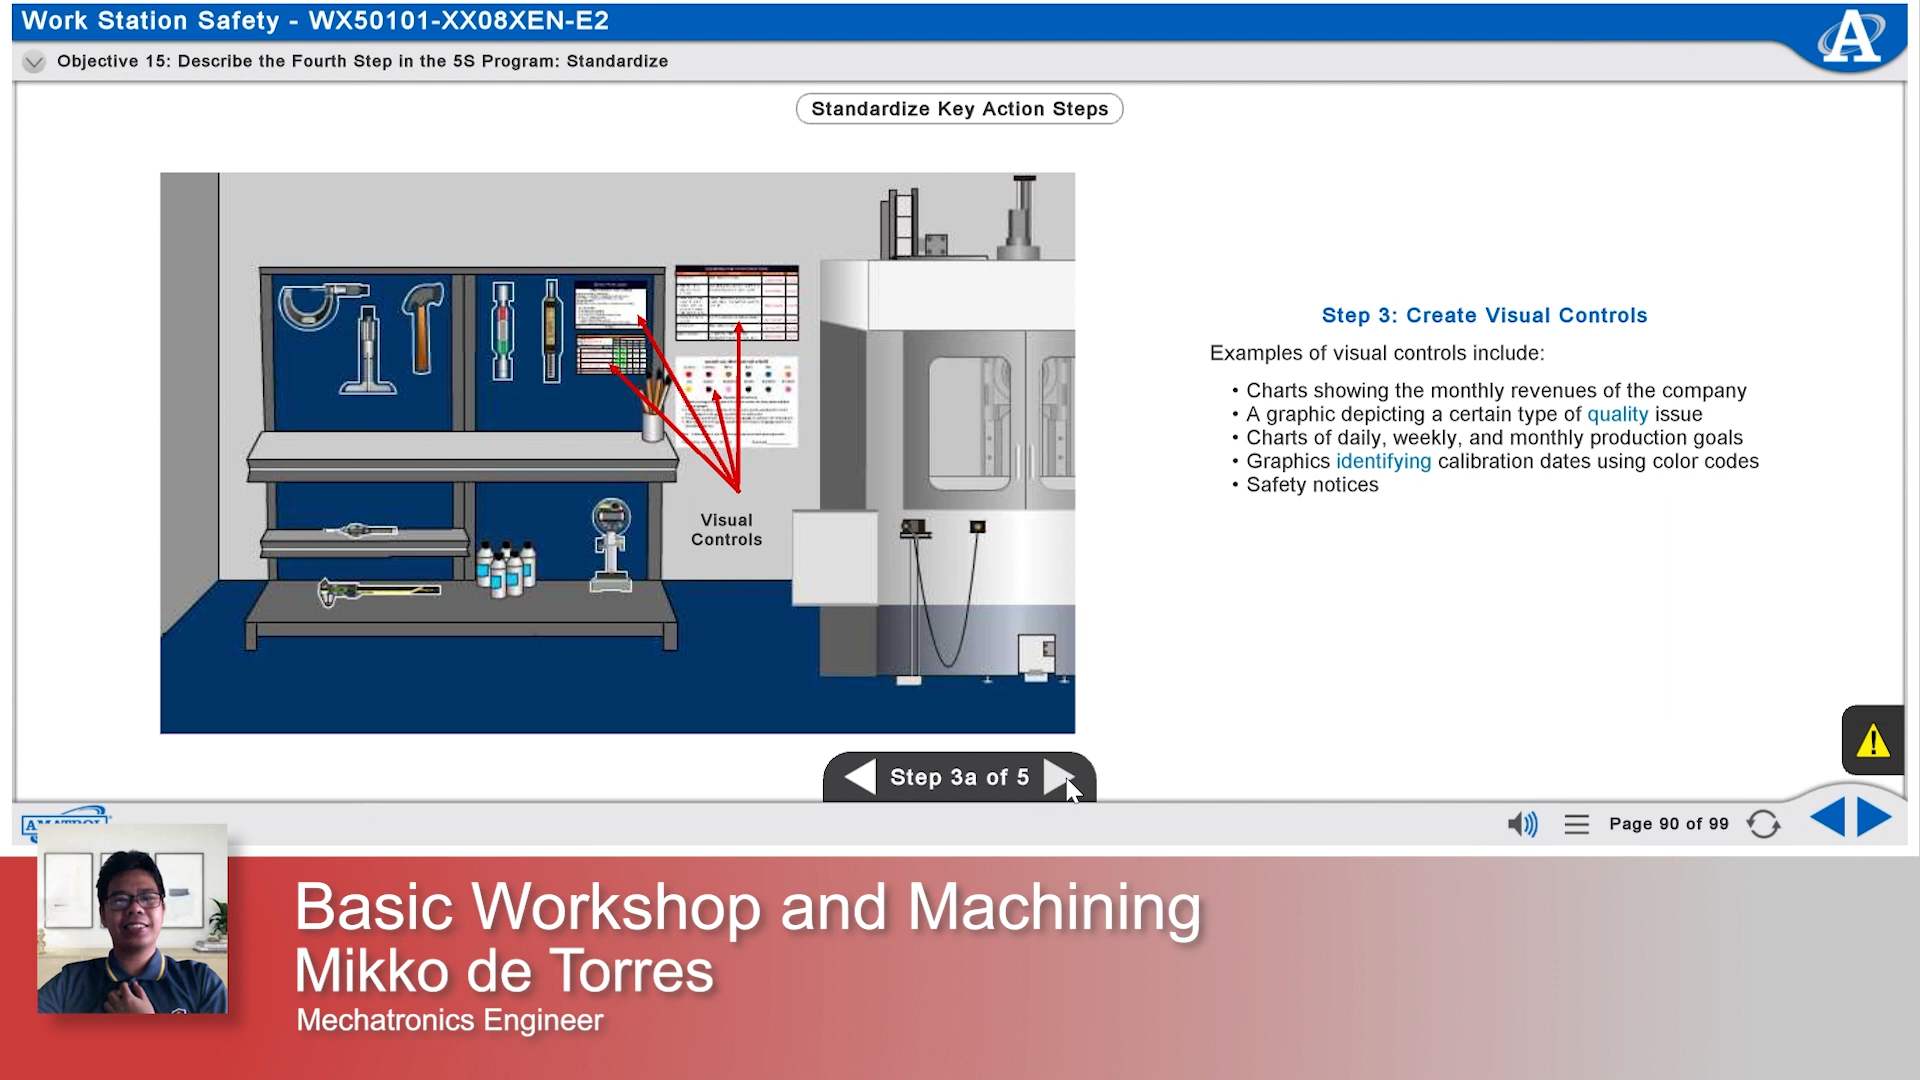 Work Station Safety - WX50101-XX08XEN-E2
Objective 15: Describe the Fourth Step in the 5S Program: Standardize
Standardize Key Action Steps
Visual
Controls
Step 3: Create Visual Controls
Examples of visual controls include:
• Charts showing the monthly revenues of the company
• A graphic depicting a certain type of quality issue
• Charts of daily, weekly, and monthly production goals
• Graphics identifying calibration dates using color codes
• Safety notices
Step 3a of 5
Page 90 of 99
Basic Workshop and Machining
Mikko de Torres
Mechatronics Engineer